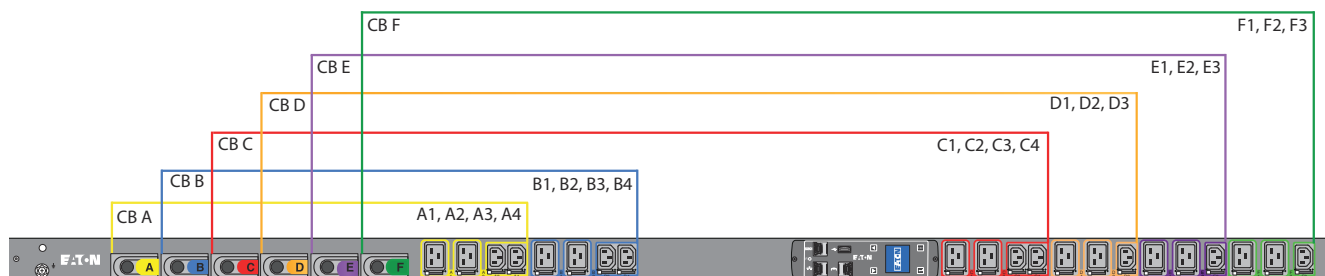 CB F F1, F2, F3
CB E E1, E2, E3
CB D D1, D2, D3
CB C C1, C2, C3, C4
CB B B1, B2, B3, B4
CB A A1, A2, A3, A4
EATON A B C D E F EATON